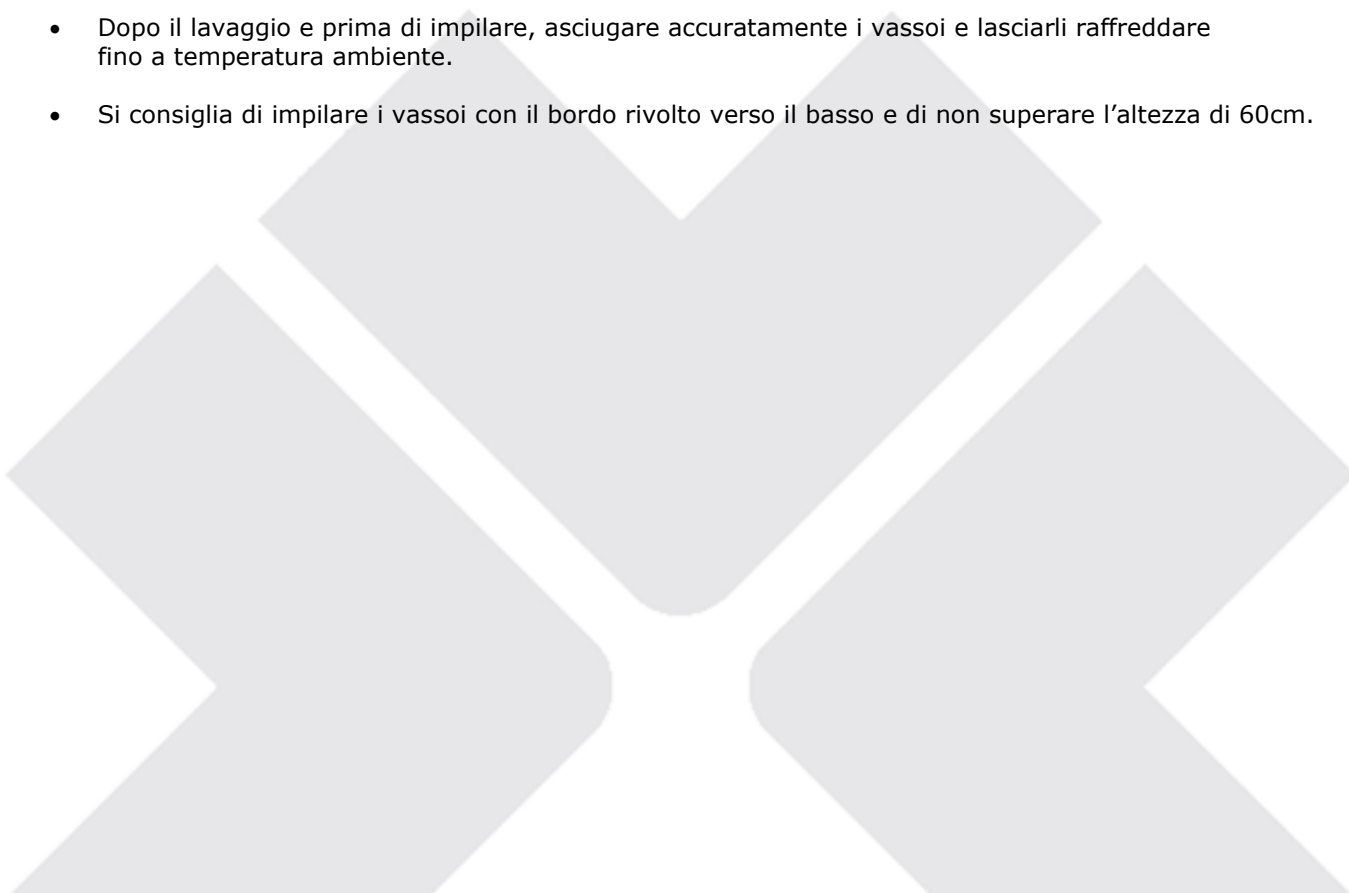 • Dopo il lavaggio e prima di impilare, asciugare accuratamente i vassoi e lasciarli raffreddare
fino a temperatura ambiente.
• Si consiglia di impilare i vassoi con il bordo rivolto verso il basso e di non superare l’altezza di 60cm.